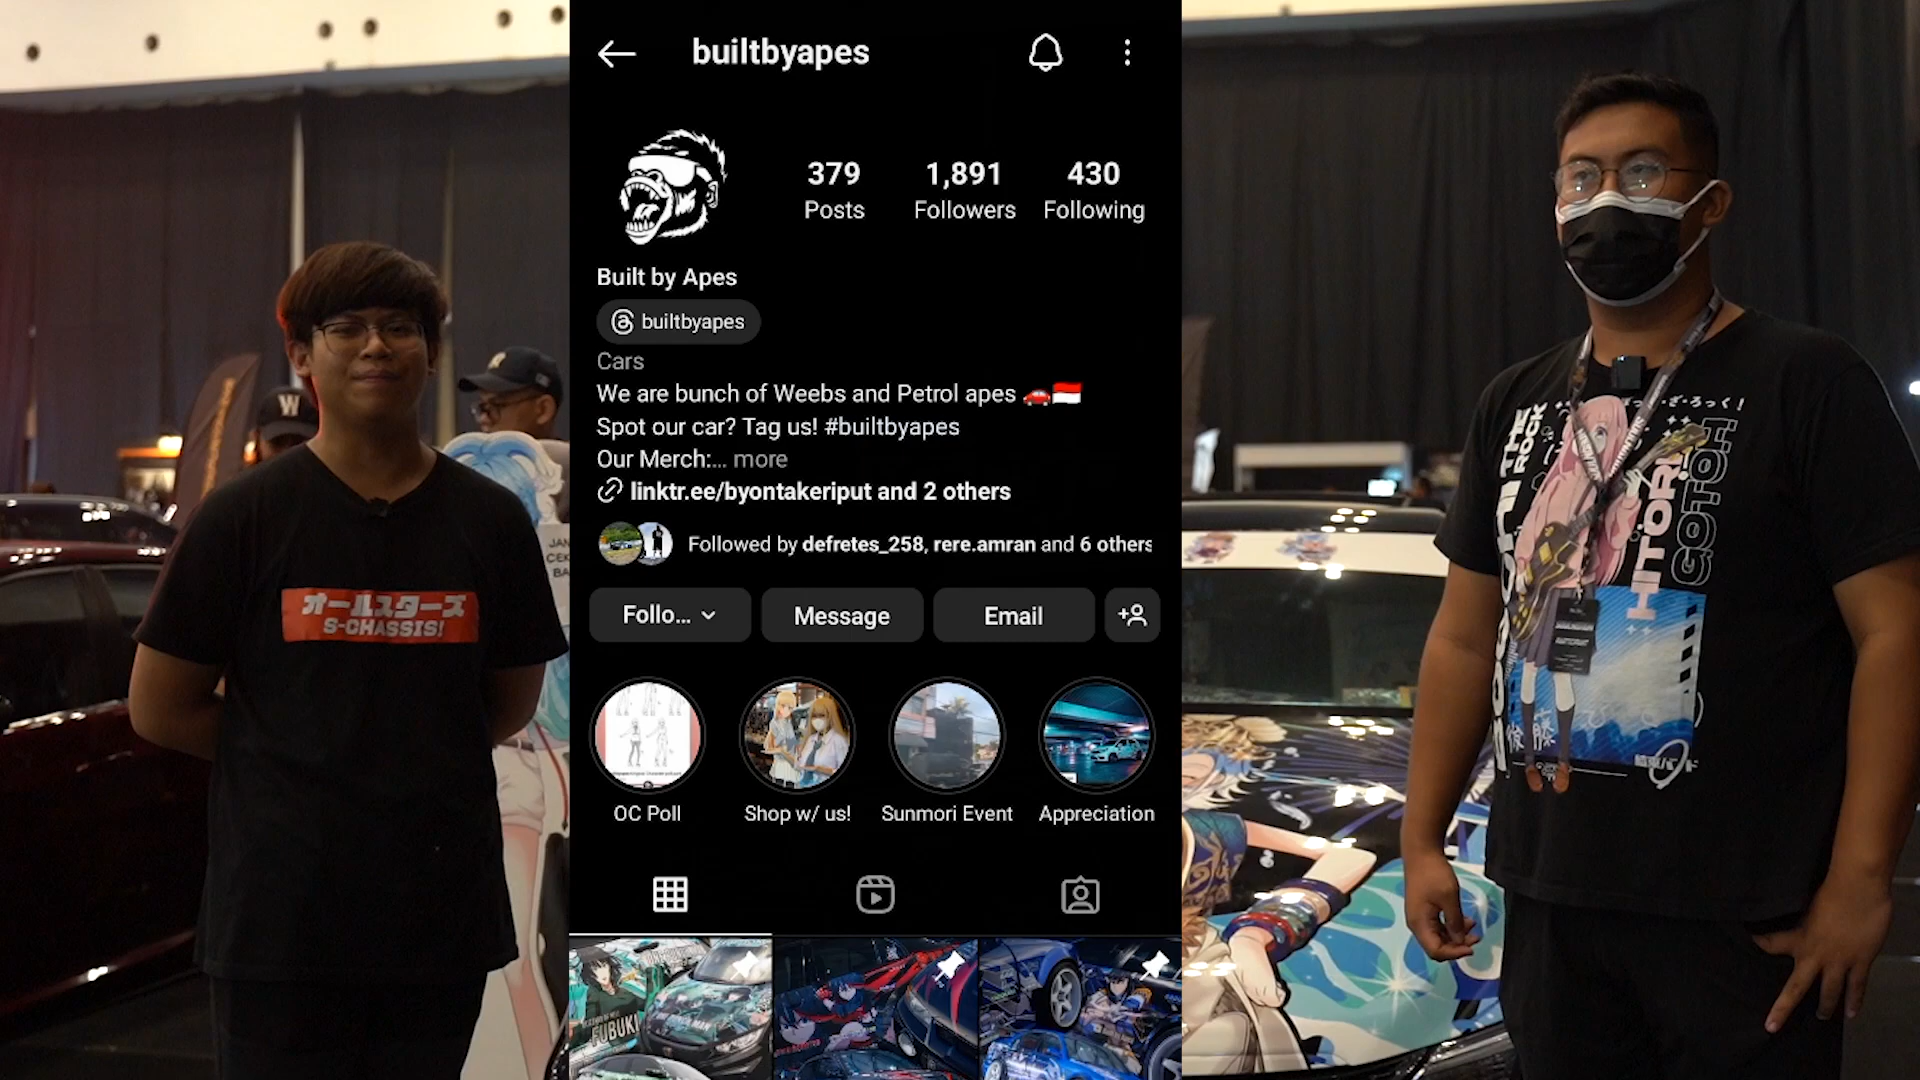 builtbyapes
379
Posts
1,891
Followers
430
Following
Built by Apes
builtbyapes
Cars
We are bunch of Weebs and Petrol apes 🚗🇮🇩
Spot our car? Tag us! #builtbyapes
Our Merch:... more
linktr.ee/byontakeriput and 2 others
Followed by defretes_258, rere.amran and 6 others
Follo...
Message
Email
OC Poll
Shop w/ us!
Sunmori Event
Appreciation
FUBUKI
W
オールスターズ
S-CHASSIS!
THE
ROCK
HITORI
GOTOH